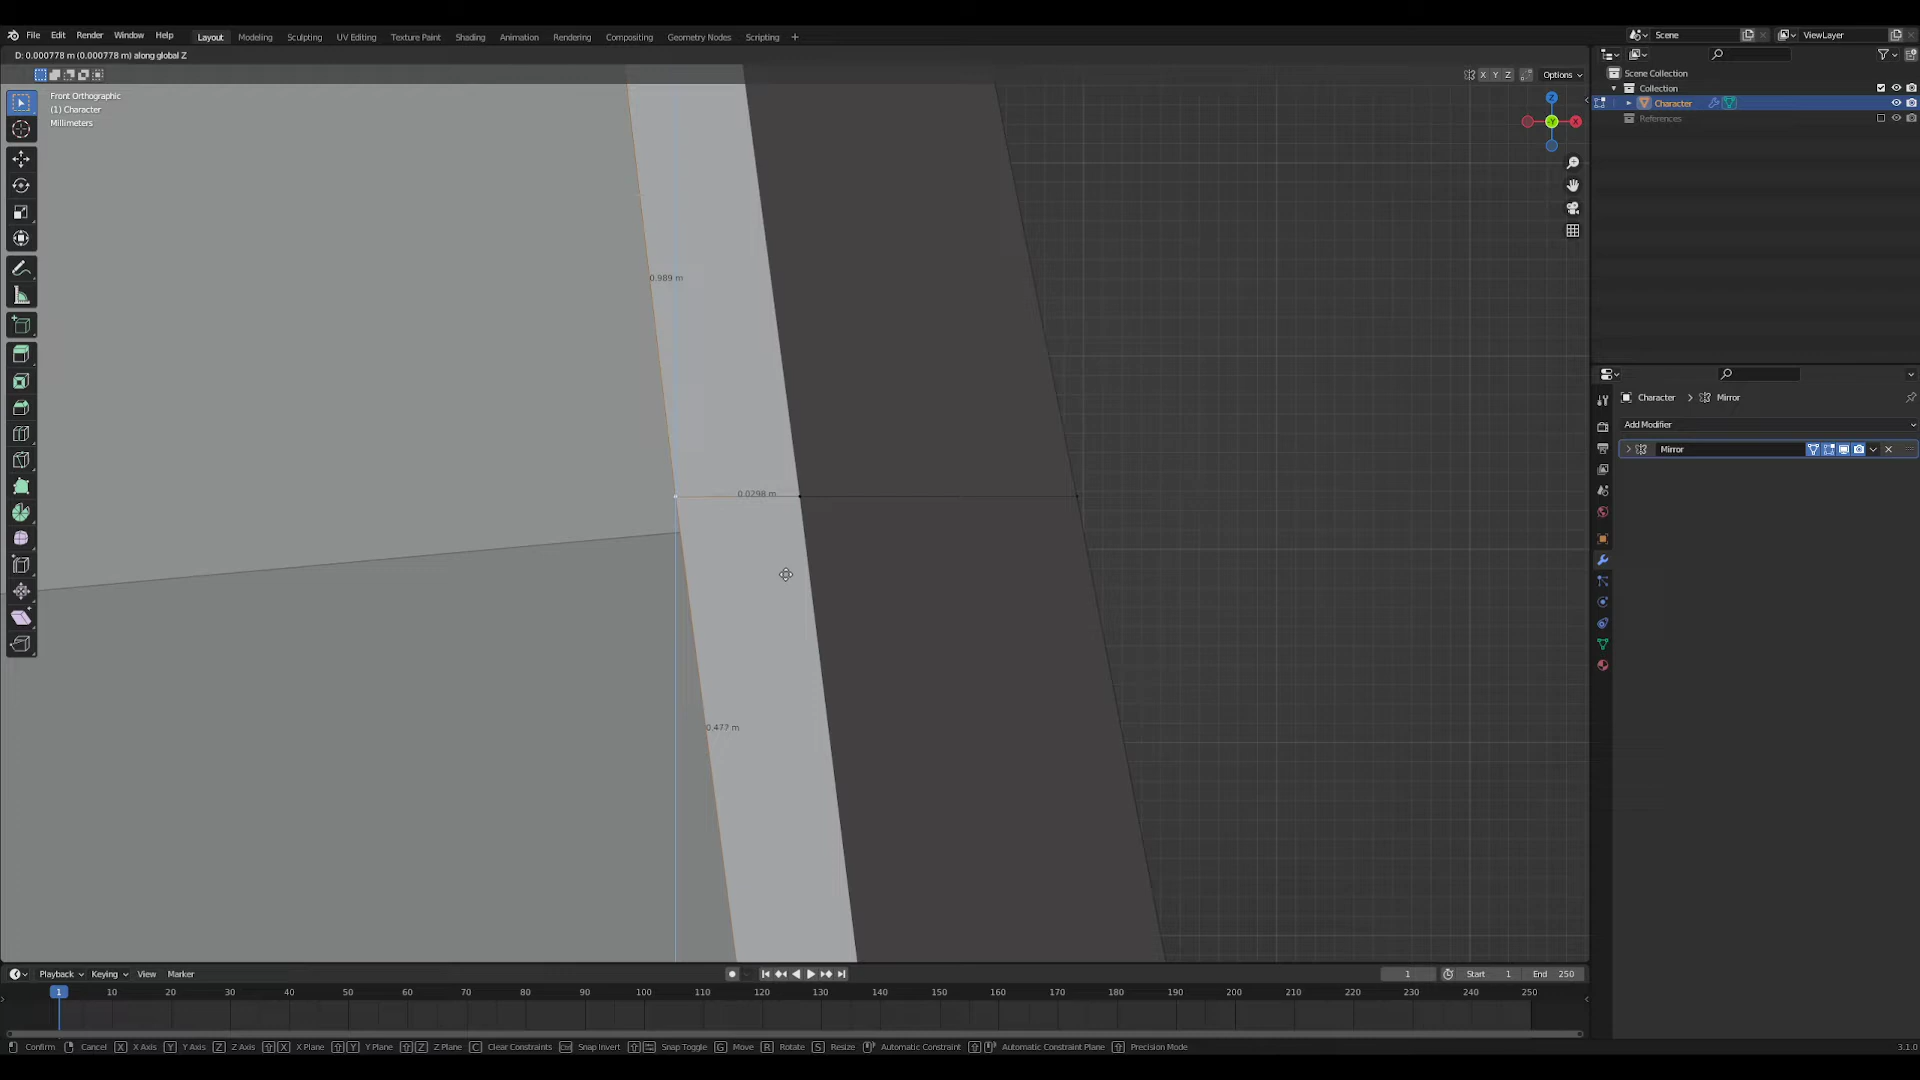 File Edit Render Window Help Layout Modeling Sculpting UV Editing Texture Paint Shading Animation Rendering Compositing Geometry Nodes Scripting + Scene ViewLayer
D: 0.000778 m (0.000778 m) along global Z
X Y Z Options
Front Orthographic
(1) Character
Millimeters
Scene Collection
Collection
Character
References
Z
Y
X
0.989 m
0.0298 m
0.477 m
Character > Mirror
Add Modifier
Mirror
Playback Keying View Marker 1 Start 1 End 250
1 10 20 30 40 50 60 70 80 90 100 110 120 130 140 150 160 170 180 190 200 210 220 230 240 250
Confirm Cancel X X Axis Y Y Axis Z Z Axis X X Plane Y Y Plane Z Z Plane C Clear Constraints Ctrl Snap Invert Snap Toggle G Move R Rotate S Resize Automatic Constraint Automatic Constraint Plane Precision Mode 3.1.0